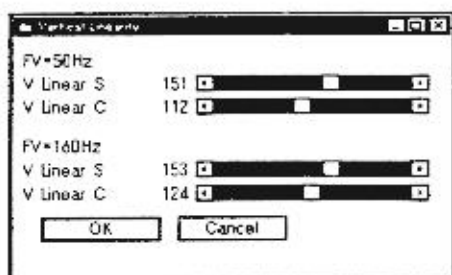 Vertical Linearity
FV=50Hz
V Linear S 151
V Linear C 112
FV=160Hz
V Linear S 153
V Linear C 124
OK Cancel